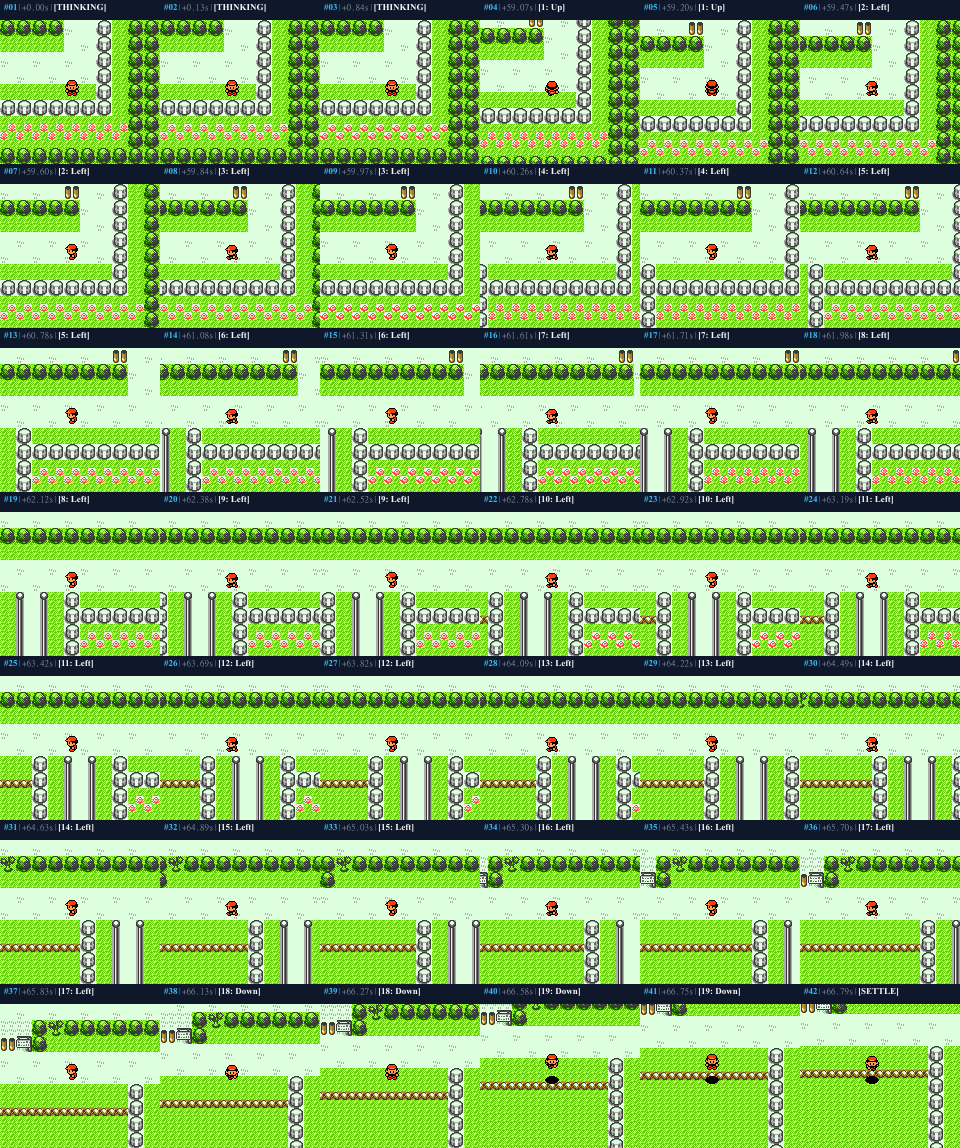 #01|+0.00s|[THINKING] #02|+0.13s|[THINKING] #03|+0.84s|[THINKING] #04|+59.07s|[1: Up] #05|+59.20s|[1: Up] #06|+59.47s|[2: Left]
#07|+59.60s|[2: Left] #08|+59.84s|[3: Left] #09|+59.97s|[3: Left] #10|+60.26s|[4: Left] #11|+60.37s|[4: Left] #12|+60.64s|[5: Left]
#13|+60.78s|[5: Left] #14|+61.08s|[6: Left] #15|+61.31s|[6: Left] #16|+61.61s|[7: Left] #17|+61.71s|[7: Left] #18|+61.98s|[8: Left]
#19|+62.12s|[8: Left] #20|+62.38s|[9: Left] #21|+62.52s|[9: Left] #22|+62.78s|[10: Left] #23|+62.92s|[10: Left] #24|+63.19s|[11: Left]
#25|+63.42s|[11: Left] #26|+63.69s|[12: Left] #27|+63.82s|[12: Left] #28|+64.09s|[13: Left] #29|+64.22s|[13: Left] #30|+64.49s|[14: Left]
#31|+64.63s|[14: Left] #32|+64.89s|[15: Left] #33|+65.03s|[15: Left] #34|+65.30s|[16: Left] #35|+65.43s|[16: Left] #36|+65.70s|[17: Left]
#37|+65.83s|[17: Left] #38|+66.13s|[18: Down] #39|+66.27s|[18: Down] #40|+66.58s|[19: Down] #41|+66.75s|[19: Down] #42|+66.79s|[SETTLE]